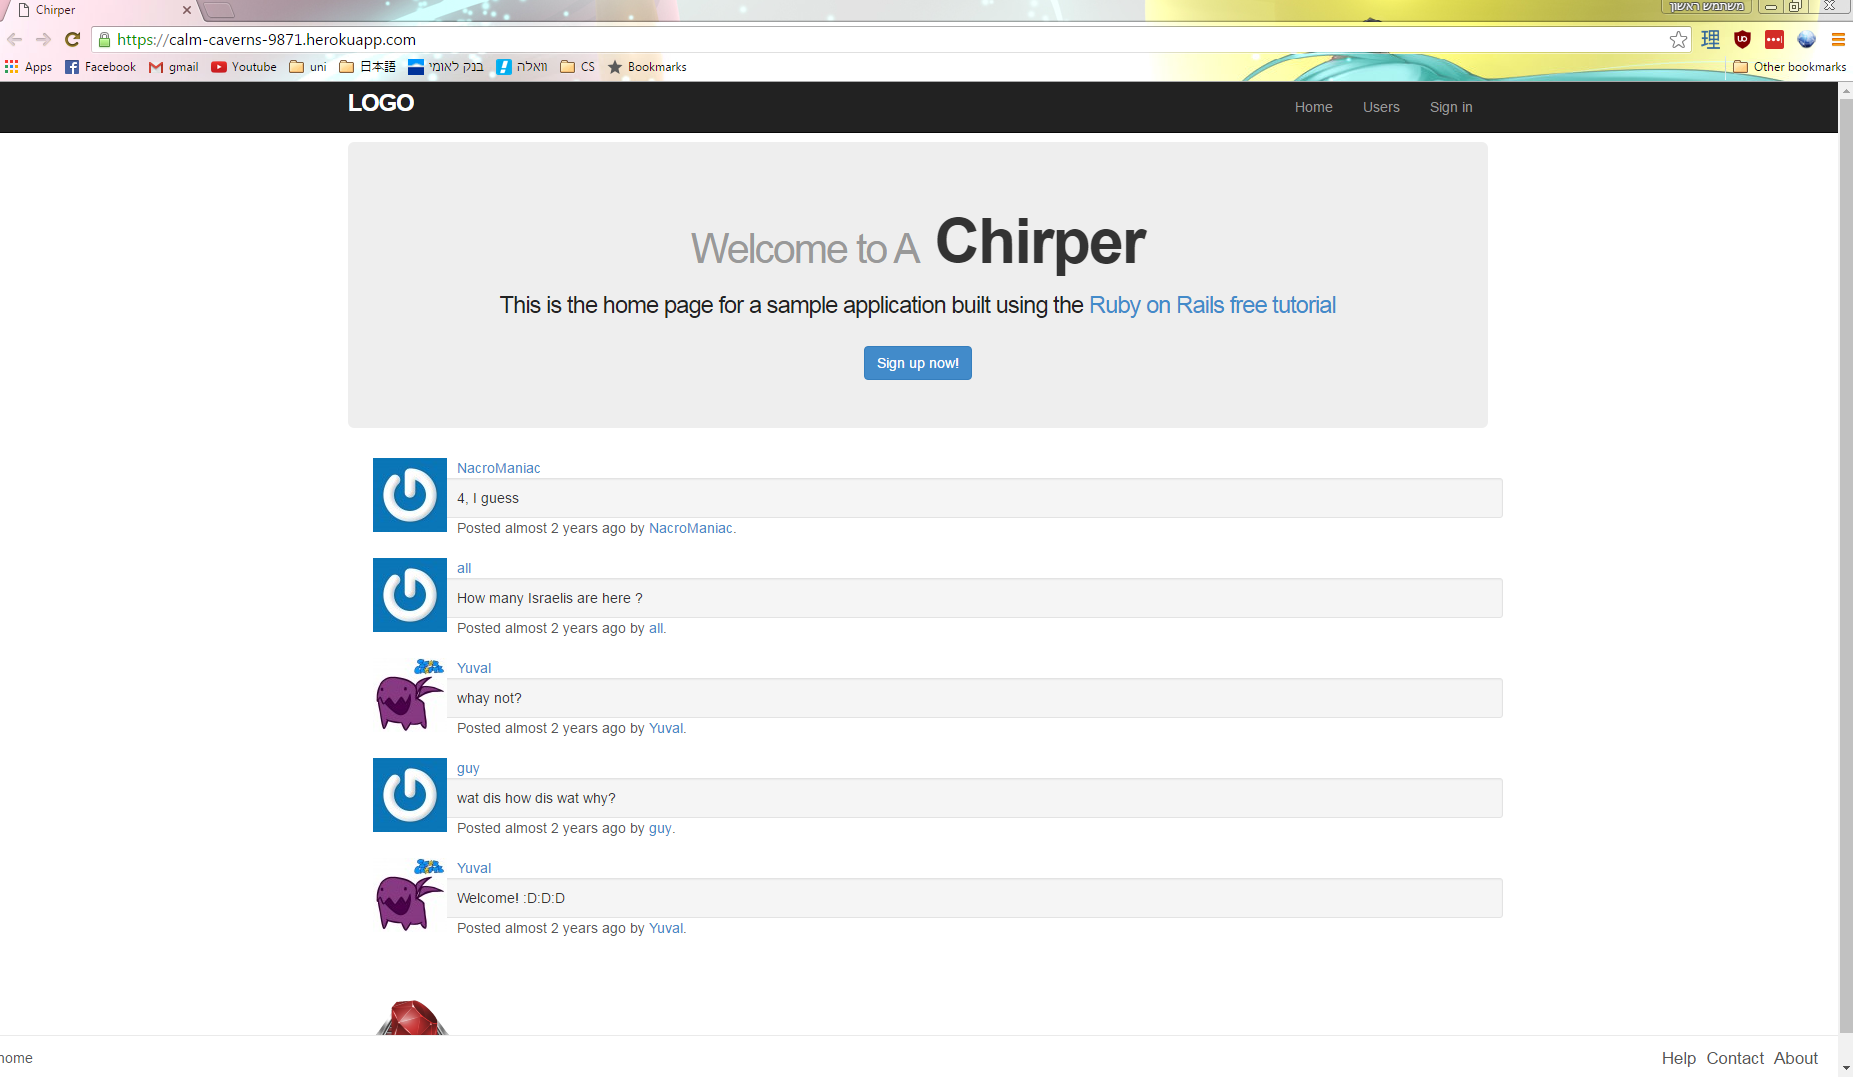 Chirper
משתמש ראשון
https://calm-caverns-9871.herokuapp.com
理
Apps Facebook gmail Youtube uni 日本語 בנק לאומי וואלה CS Bookmarks Other bookmarks
LOGO Home Users Sign in
Welcome to A Chirper
This is the home page for a sample application built using the Ruby on Rails free tutorial
Sign up now!
NacroManiac
4, I guess
Posted almost 2 years ago by NacroManiac.
all
How many Israelis are here ?
Posted almost 2 years ago by all.
Yuval
whay not?
Posted almost 2 years ago by Yuval.
guy
wat dis how dis wat why?
Posted almost 2 years ago by guy.
Yuval
Welcome! :D:D:D
Posted almost 2 years ago by Yuval.
home Help Contact About